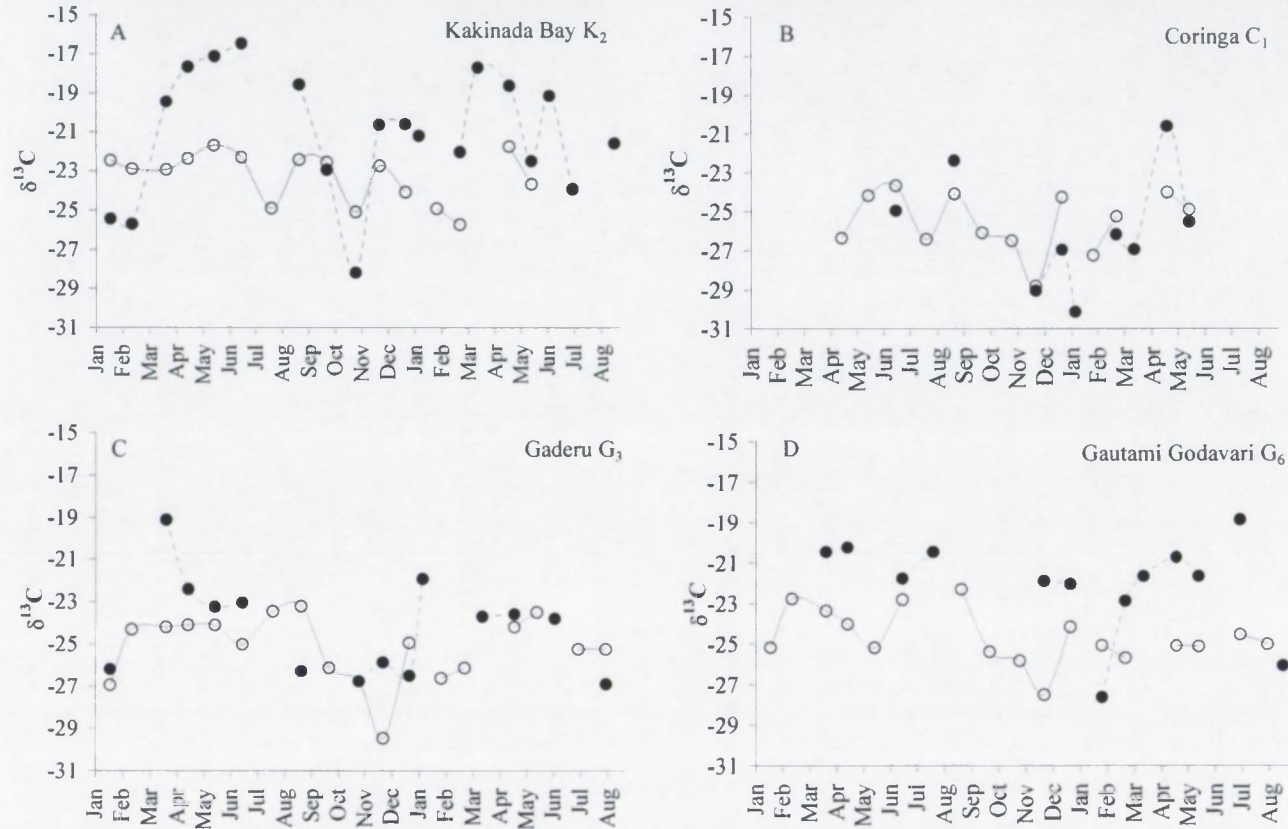 A
Kakinada Bay K2
δ13C
-15
-17
-19
-21
-23
-25
-27
-29
-31
Jan Feb Mar Apr May Jun Jul Aug Sep Oct Nov Dec Jan Feb Mar Apr May Jun Jul Aug
B
Coringa C1
δ13C
-15
-17
-19
-21
-23
-25
-27
-29
-31
Jan Feb Mar Apr May Jun Jul Aug Sep Oct Nov Dec Jan Feb Mar Apr May Jun Jul Aug
C
Gaderu G3
δ13C
-15
-17
-19
-21
-23
-25
-27
-29
-31
Jan Feb Mar Apr May Jun Jul Aug Sep Oct Nov Dec Jan Feb Mar Apr May Jun Jul Aug
D
Gautami Godavari G6
δ13C
-15
-17
-19
-21
-23
-25
-27
-29
-31
Jan Feb Mar Apr May Jun Jul Aug Sep Oct Nov Dec Jan Feb Mar Apr May Jun Jul Aug